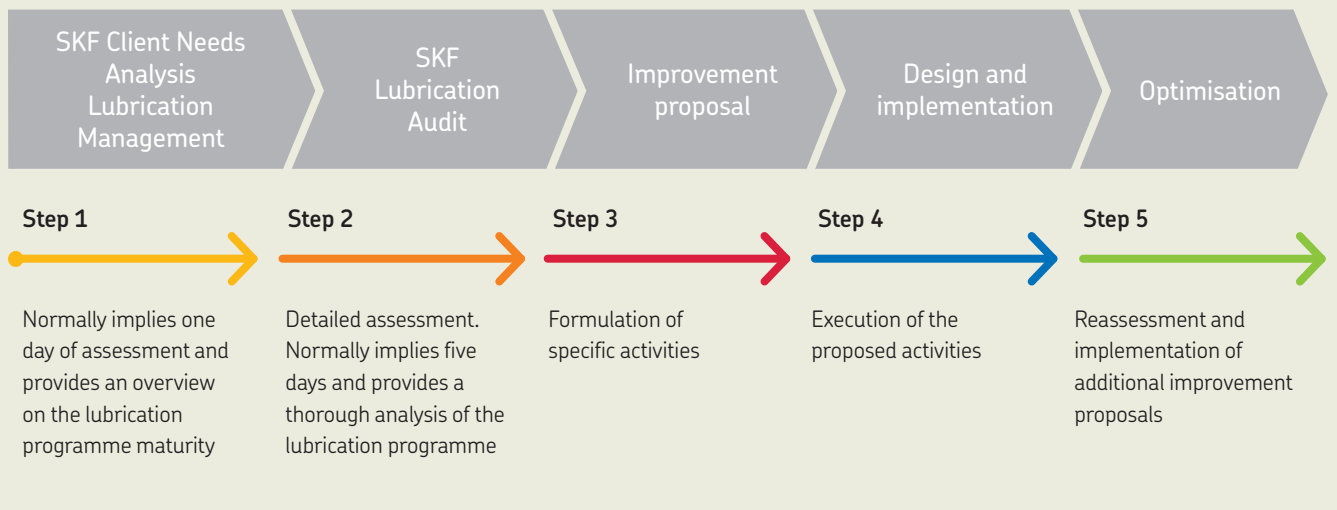 SKF Client Needs
Analysis
Lubrication
Management
SKF
Lubrication
Audit
Improvement
proposal
Design and
implementation
Optimisation
Step 1
Normally implies one
day of assessment and
provides an overview
on the lubrication
programme maturity
Step 2
Detailed assessment.
Normally implies five
days and provides a
thorough analysis of the
lubrication programme
Step 3
Formulation of
specific activities
Step 4
Execution of the
proposed activities
Step 5
Reassessment and
implementation of
additional improvement
proposals